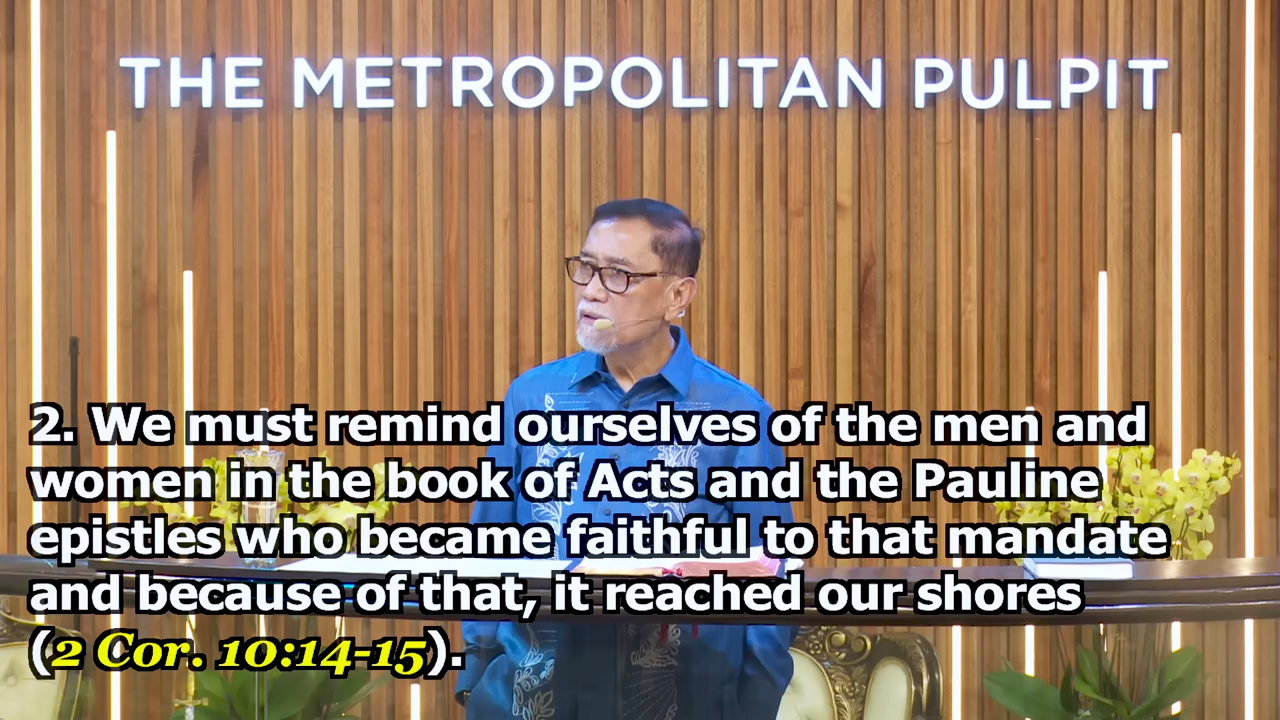 THE METROPOLITAN PULPIT
2. We must remind ourselves of the men and
women in the book of Acts and the Pauline
epistles who became faithful to that mandate
and because of that, it reached our shores
(2 Cor. 10:14-15).